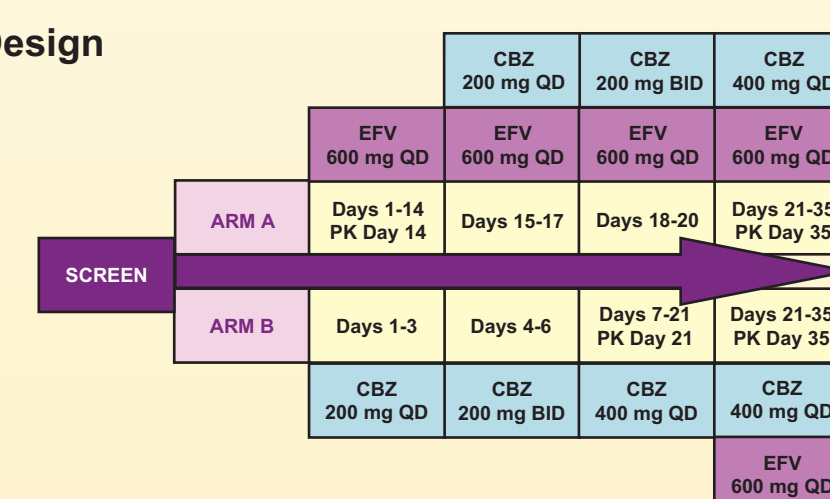 esign
CBZ
200 mg QD
CBZ
200 mg BID
CBZ
400 mg QD
EFV
600 mg QD
EFV
600 mg QD
EFV
600 mg QD
EFV
600 mg QD
ARM A
Days 1-14
PK Day 14
Days 15-17
Days 18-20
Days 21-35
PK Day 35
SCREEN
ARM B
Days 1-3
Days 4-6
Days 7-21
PK Day 21
Days 21-35
PK Day 35
CBZ
200 mg QD
CBZ
200 mg BID
CBZ
400 mg QD
CBZ
400 mg QD
EFV
600 mg QD